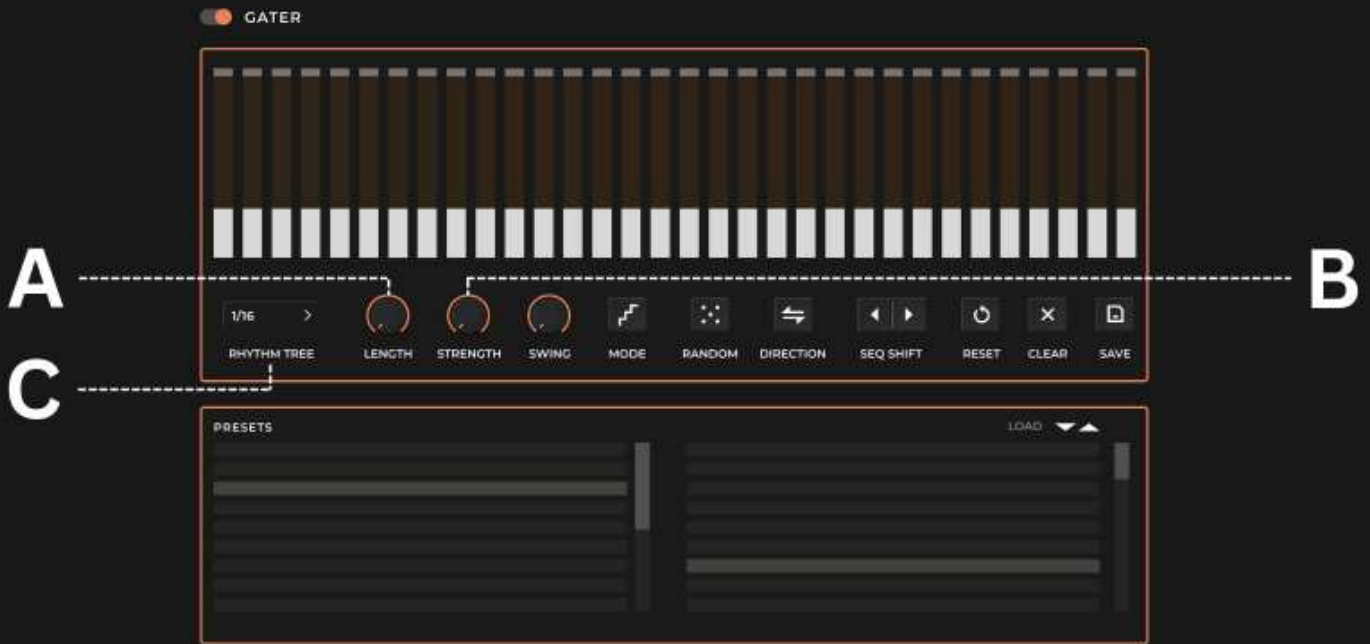 GATER
A
B
1/16
RHYTHM TREE LENGTH STRENGTH SWING MODE RANDOM DIRECTION SEQ SHIFT RESET CLEAR SAVE
C
PRESETS LOAD